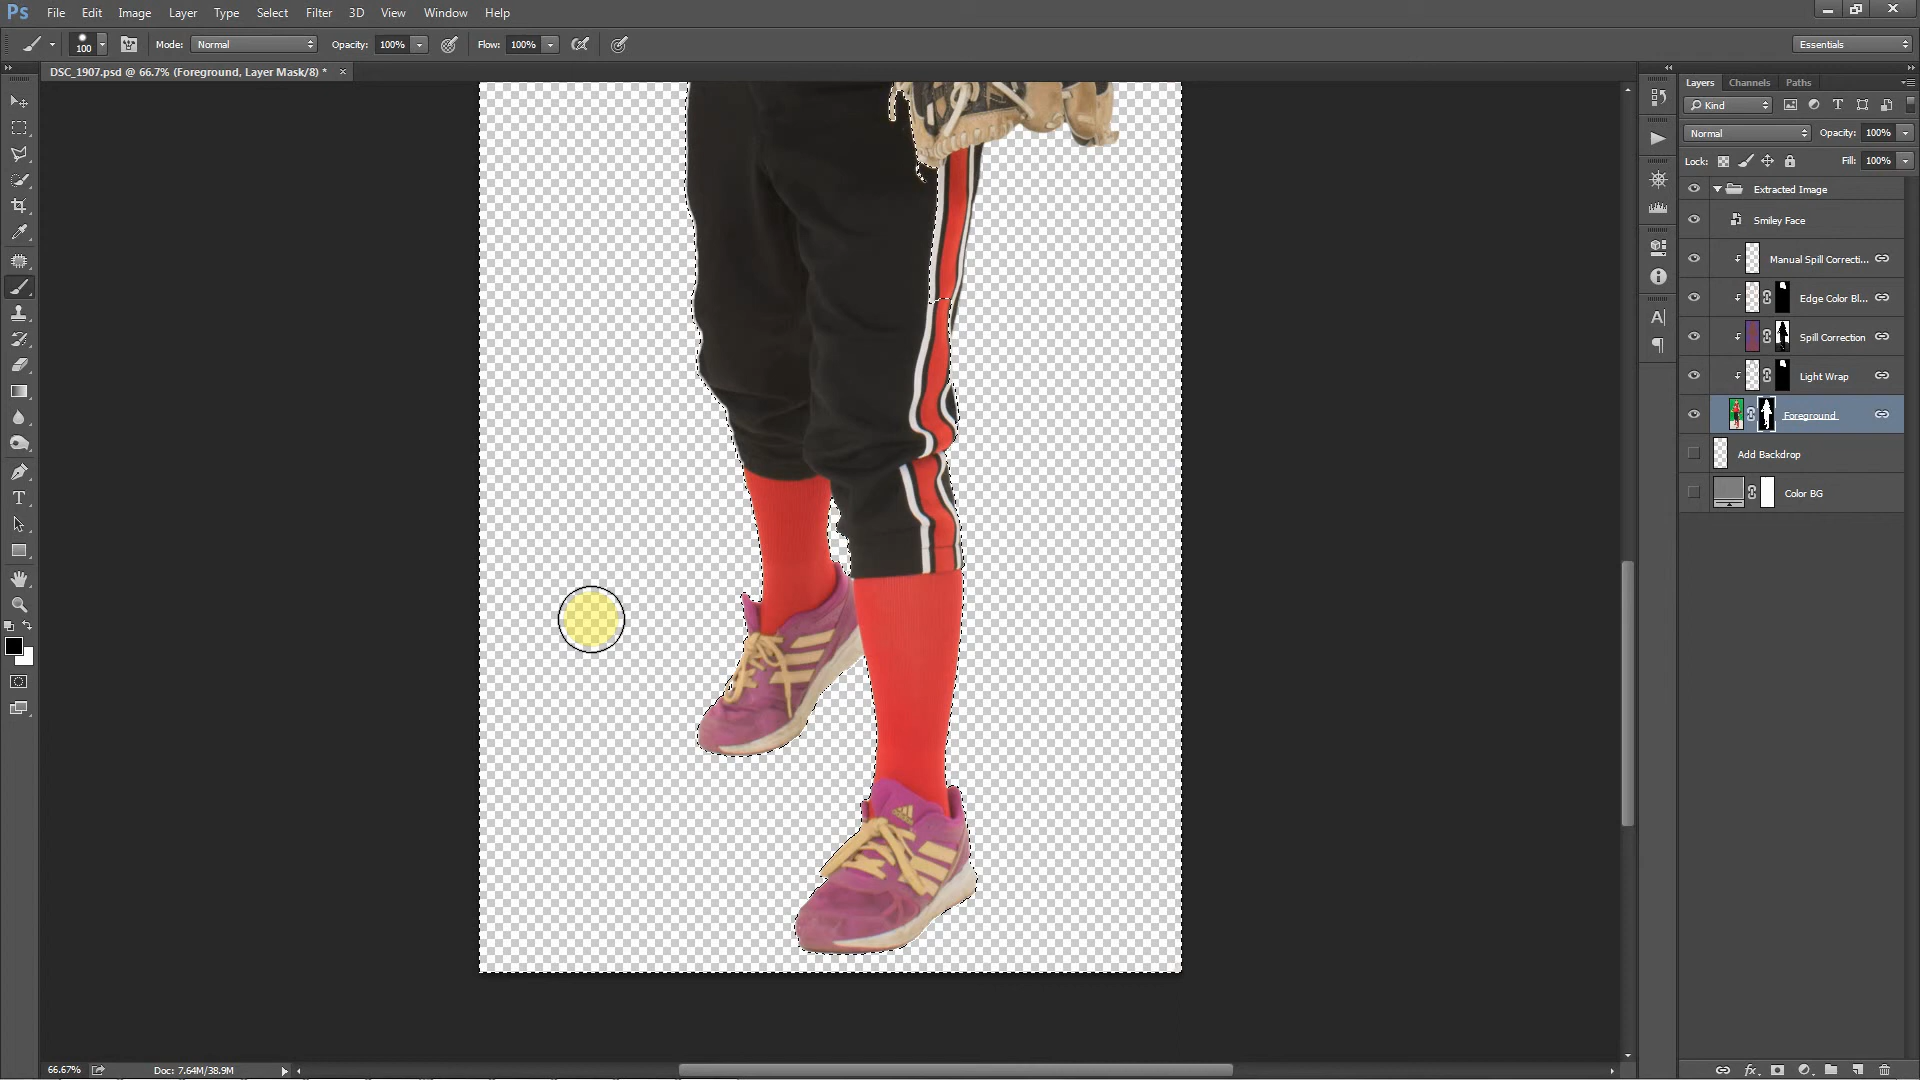 Ps File Edit Image Layer Type Select Filter 3D View Window Help
100 Mode: Normal Opacity: 100% Flow: 100% Essentials
DSC_1907.psd @ 66.7% (Foreground, Layer Mask/8) * ×
Layers Channels Paths
Kind
Normal Opacity: 100%
Lock: Fill: 100%
Extracted Image
Smiley Face
Manual Spill Correcti...
Edge Color Bl...
Spill Correction
Light Wrap
Foreground
Add Backdrop
Color BG
66.67% Doc: 7.64M/38.9M